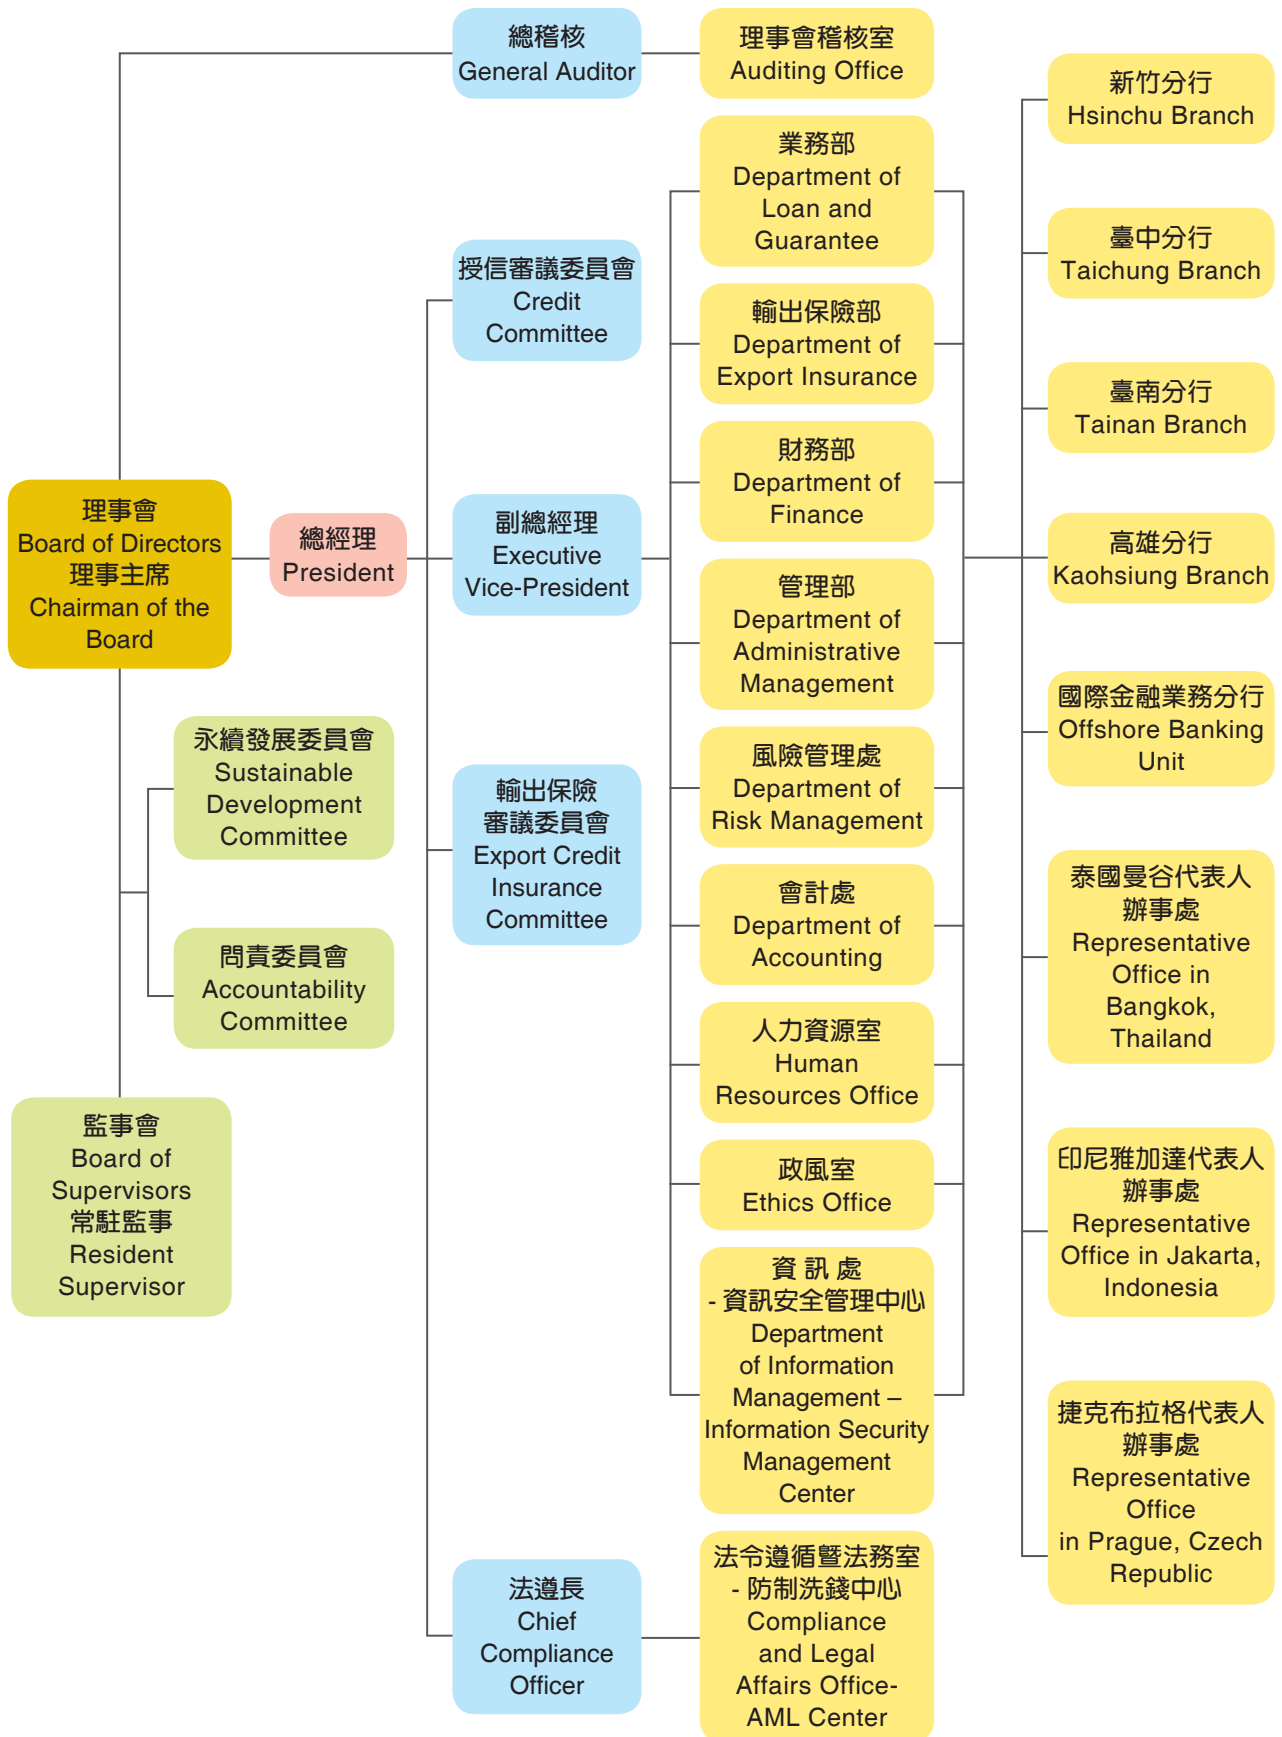 總稽核
General Auditor
理事會稽核室
Auditing Office
理事會
Board of Directors
理事主席
Chairman of the
Board
總經理
President
永續發展委員會
Sustainable
Development
Committee
問責委員會
Accountability
Committee
監事會
Board of
Supervisors
常駐監事
Resident
Supervisor
授信審議委員會
Credit
Committee
副總經理
Executive
Vice-President
輸出保險
審議委員會
Export Credit
Insurance
Committee
法遵長
Chief
Compliance
Officer
業務部
Department of
Loan and
Guarantee
輸出保險部
Department of
Export Insurance
財務部
Department of
Finance
管理部
Department of
Administrative
Management
風險管理處
Department of
Risk Management
會計處
Department of
Accounting
人力資源室
Human
Resources Office
政風室
Ethics Office
資 訊 處
- 資訊安全管理中心
Department
of Information
Management –
Information Security
Management
Center
法令遵循暨法務室
- 防制洗錢中心
Compliance
and Legal
Affairs Office-
AML Center
新竹分行
Hsinchu Branch
臺中分行
Taichung Branch
臺南分行
Tainan Branch
高雄分行
Kaohsiung Branch
國際金融業務分行
Offshore Banking
Unit
泰國曼谷代表人
辦事處
Representative
Office in
Bangkok,
Thailand
印尼雅加達代表人
辦事處
Representative
Office in Jakarta,
Indonesia
捷克布拉格代表人
辦事處
Representative
Office
in Prague, Czech
Republic